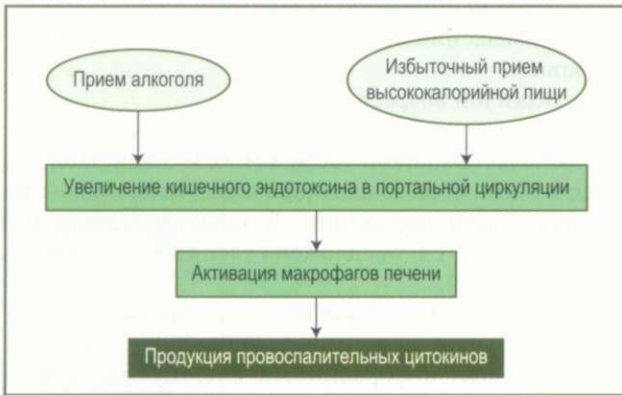 Прием алкоголя
Избыточный прием
высококалорийной пищи
Увеличение кишечного эндотоксина в портальной циркуляции
Активация макрофагов печени
Продукция провоспалительных цитокинов